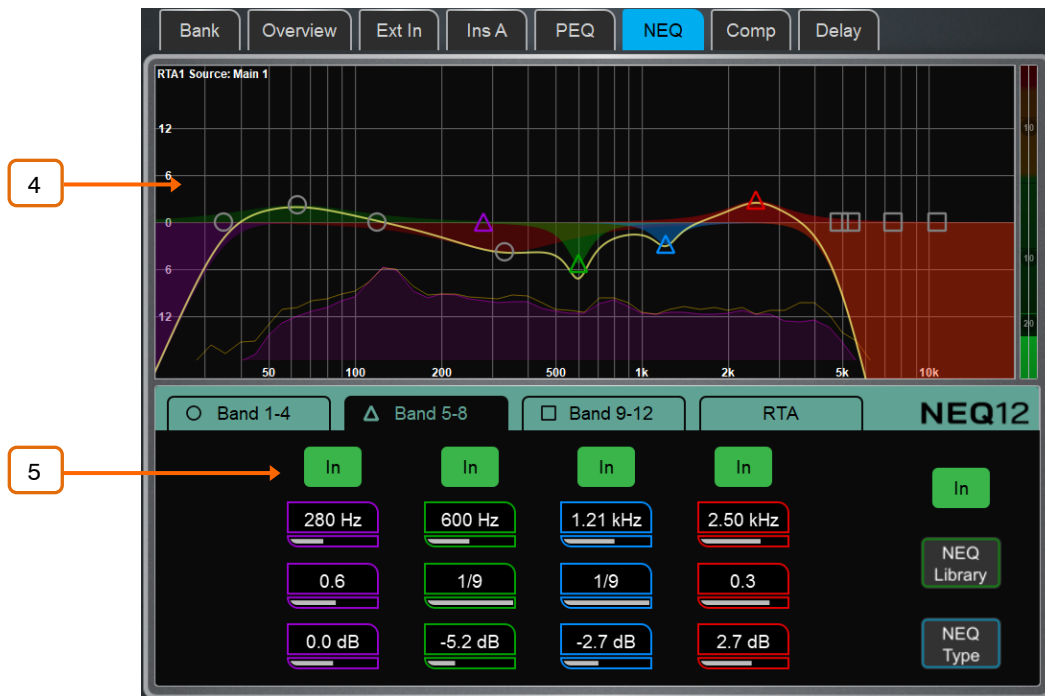 Bank Overview Ext In Ins A PEQ NEQ Comp Delay
RTA1 Source: Main 1
12
10
4
6
0
6
10
12
20
50 100 200 500 1k 2k 5k 10k
Band 1-4 Band 5-8 Band 9-12 RTA NEQ12
5
In In In In
In
280 Hz 600 Hz 1.21 kHz 2.50 kHz
NEQ
Library
0.6 1/9 1/9 0.3
NEQ
Type
0.0 dB -5.2 dB -2.7 dB 2.7 dB